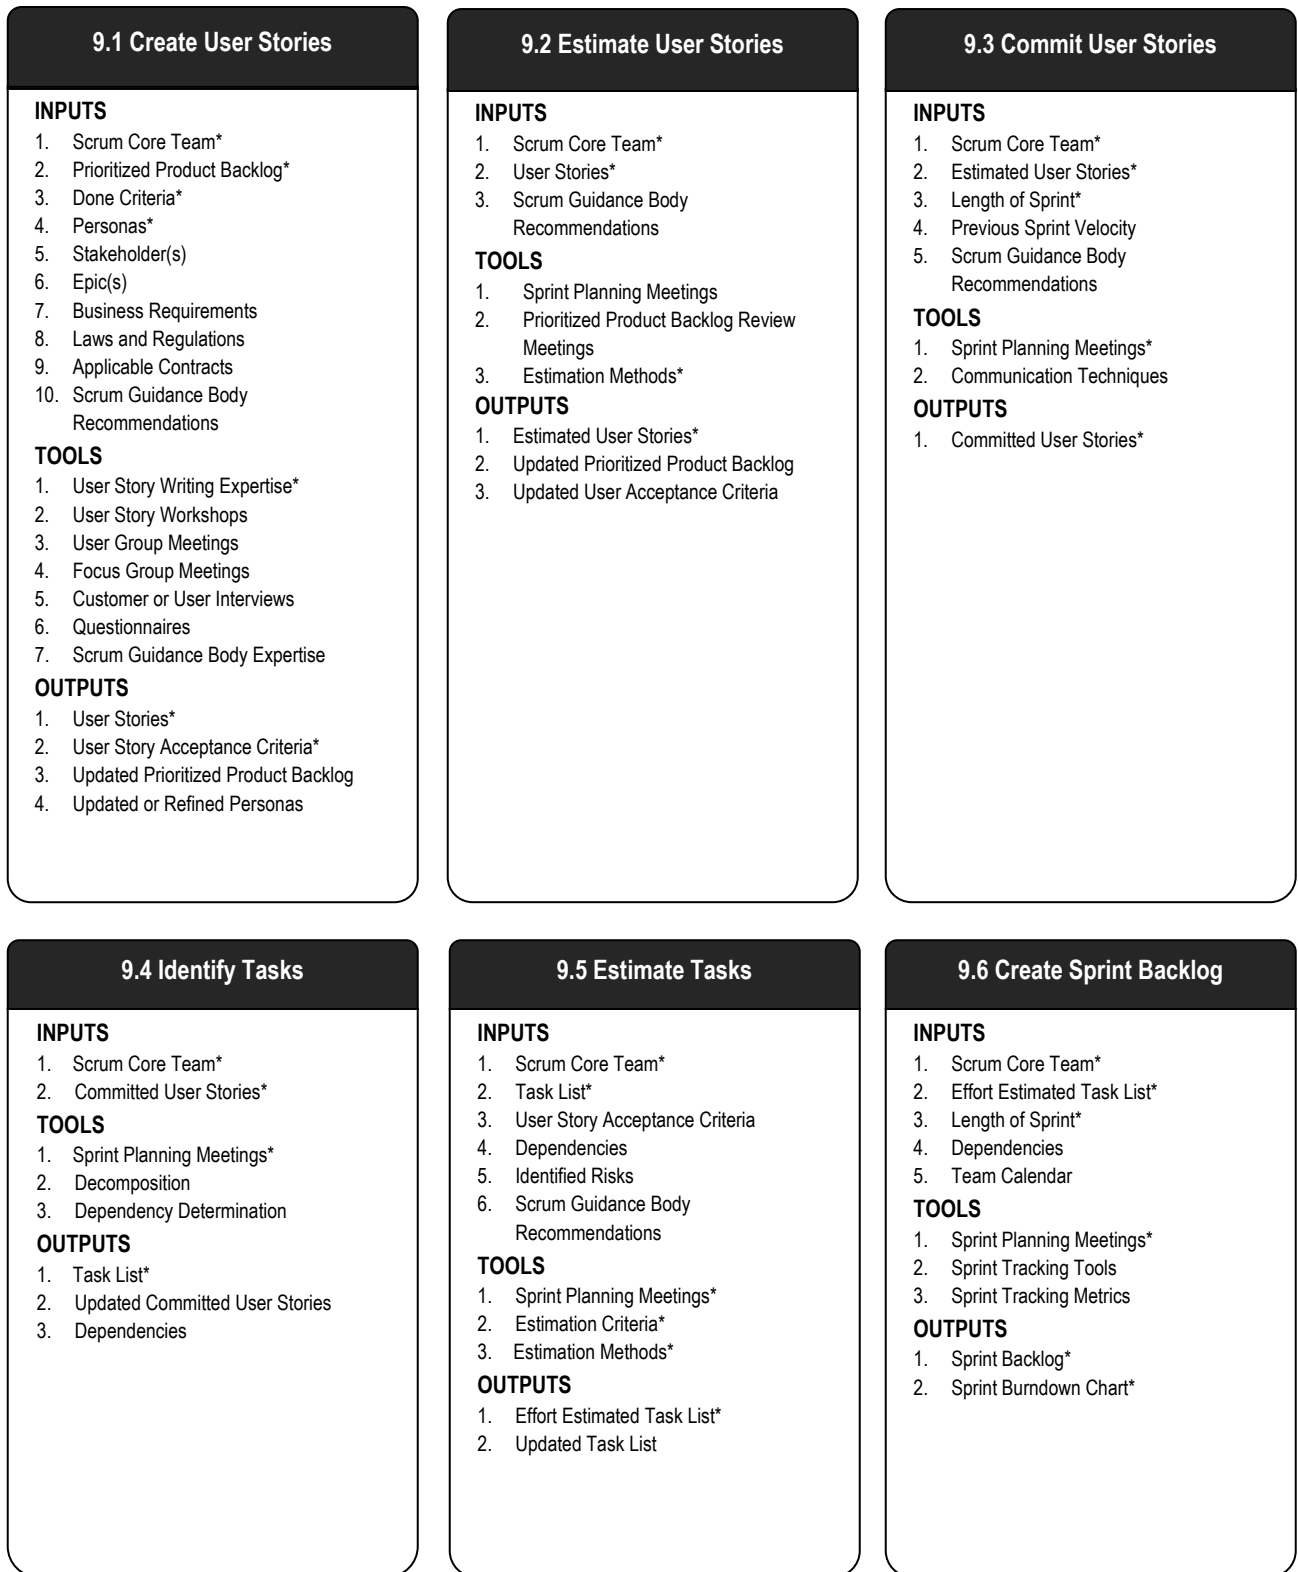 9.1 Create User Stories
INPUTS
1. Scrum Core Team*
2. Prioritized Product Backlog*
3. Done Criteria*
4. Personas*
5. Stakeholder(s)
6. Epic(s)
7. Business Requirements
8. Laws and Regulations
9. Applicable Contracts
10. Scrum Guidance Body
Recommendations
TOOLS
1. User Story Writing Expertise*
2. User Story Workshops
3. User Group Meetings
4. Focus Group Meetings
5. Customer or User Interviews
6. Questionnaires
7. Scrum Guidance Body Expertise
OUTPUTS
1. User Stories*
2. User Story Acceptance Criteria*
3. Updated Prioritized Product Backlog
4. Updated or Refined Personas
9.2 Estimate User Stories
INPUTS
1. Scrum Core Team*
2. User Stories*
3. Scrum Guidance Body
Recommendations
TOOLS
1. Sprint Planning Meetings
2. Prioritized Product Backlog Review
Meetings
3. Estimation Methods*
OUTPUTS
1. Estimated User Stories*
2. Updated Prioritized Product Backlog
3. Updated User Acceptance Criteria
9.3 Commit User Stories
INPUTS
1. Scrum Core Team*
2. Estimated User Stories*
3. Length of Sprint*
4. Previous Sprint Velocity
5. Scrum Guidance Body
Recommendations
TOOLS
1. Sprint Planning Meetings*
2. Communication Techniques
OUTPUTS
1. Committed User Stories*
9.4 Identify Tasks
INPUTS
1. Scrum Core Team*
2. Committed User Stories*
TOOLS
1. Sprint Planning Meetings*
2. Decomposition
3. Dependency Determination
OUTPUTS
1. Task List*
2. Updated Committed User Stories
3. Dependencies
9.5 Estimate Tasks
INPUTS
1. Scrum Core Team*
2. Task List*
3. User Story Acceptance Criteria
4. Dependencies
5. Identified Risks
6. Scrum Guidance Body
Recommendations
TOOLS
1. Sprint Planning Meetings*
2. Estimation Criteria*
3. Estimation Methods*
OUTPUTS
1. Effort Estimated Task List*
2. Updated Task List
9.6 Create Sprint Backlog
INPUTS
1. Scrum Core Team*
2. Effort Estimated Task List*
3. Length of Sprint*
4. Dependencies
5. Team Calendar
TOOLS
1. Sprint Planning Meetings*
2. Sprint Tracking Tools
3. Sprint Tracking Metrics
OUTPUTS
1. Sprint Backlog*
2. Sprint Burndown Chart*